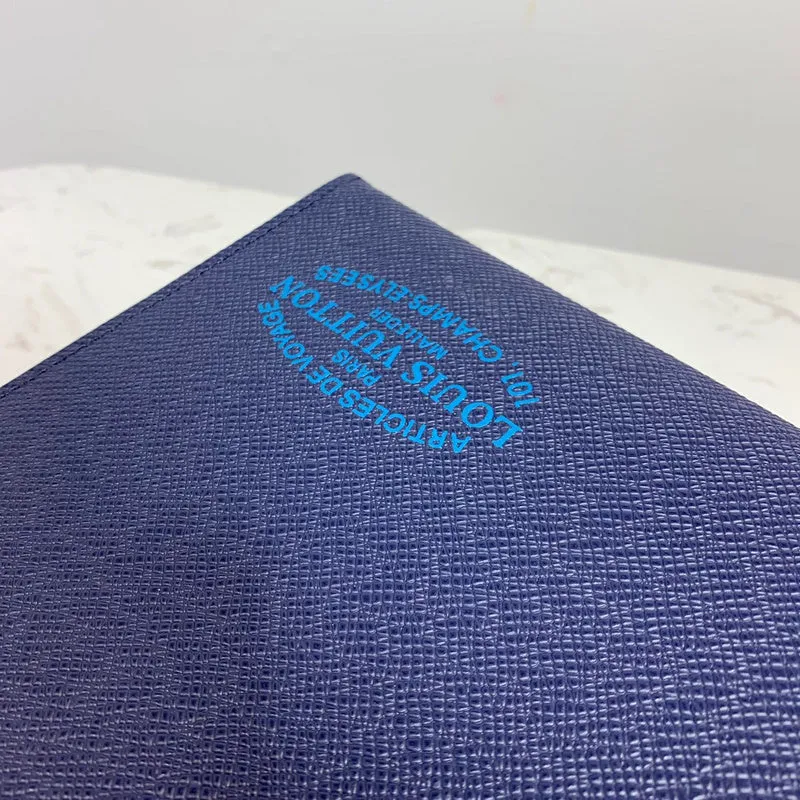 ARTICLES DE VOYAGE
PARIS
LOUIS VUITTON
MALLETIER
101, CHAMPS-ELYSEES